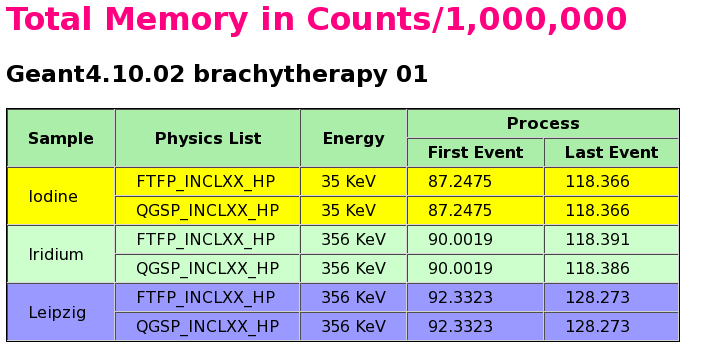 Total Memory in Counts/1,000,000
Geant4.10.02 brachytherapy 01
Sample Physics List Energy Process
First Event Last Event
Iodine FTFP_INCLXX_HP 35 KeV 87.2475 118.366
QGSP_INCLXX_HP 35 KeV 87.2475 118.366
Iridium FTFP_INCLXX_HP 356 KeV 90.0019 118.391
QGSP_INCLXX_HP 356 KeV 90.0019 118.386
Leipzig FTFP_INCLXX_HP 356 KeV 92.3323 128.273
QGSP_INCLXX_HP 356 KeV 92.3323 128.273